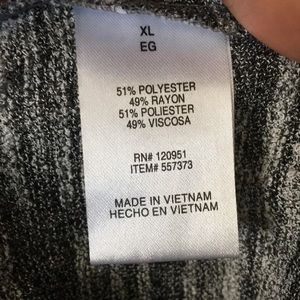 XL
EG
51% POLYESTER
49% RAYON
51% POLIESTER
49% VISCOSA
RN# 120951
ITEM# 557373
MADE IN VIETNAM
HECHO EN VIETNAM